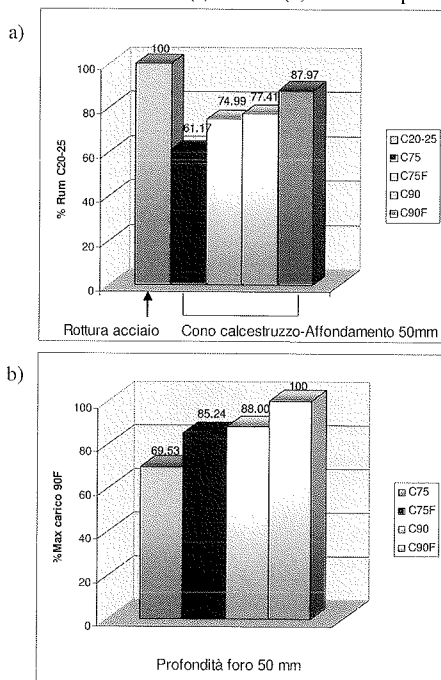 a)
100
87.97
74.99
77.41
61.17
100
80
60
40
20
0
% Rum C20-25
C20-25
C75
C75F
C90
C90F
Rottura acciaio
Cono calcestruzzo-Affondamento 50mm
b)
100
88.00
85.24
69.53
100
80
60
40
20
0
%Max carico 90F
C75
C75F
C90
C90F
Profondità foro 50 mm